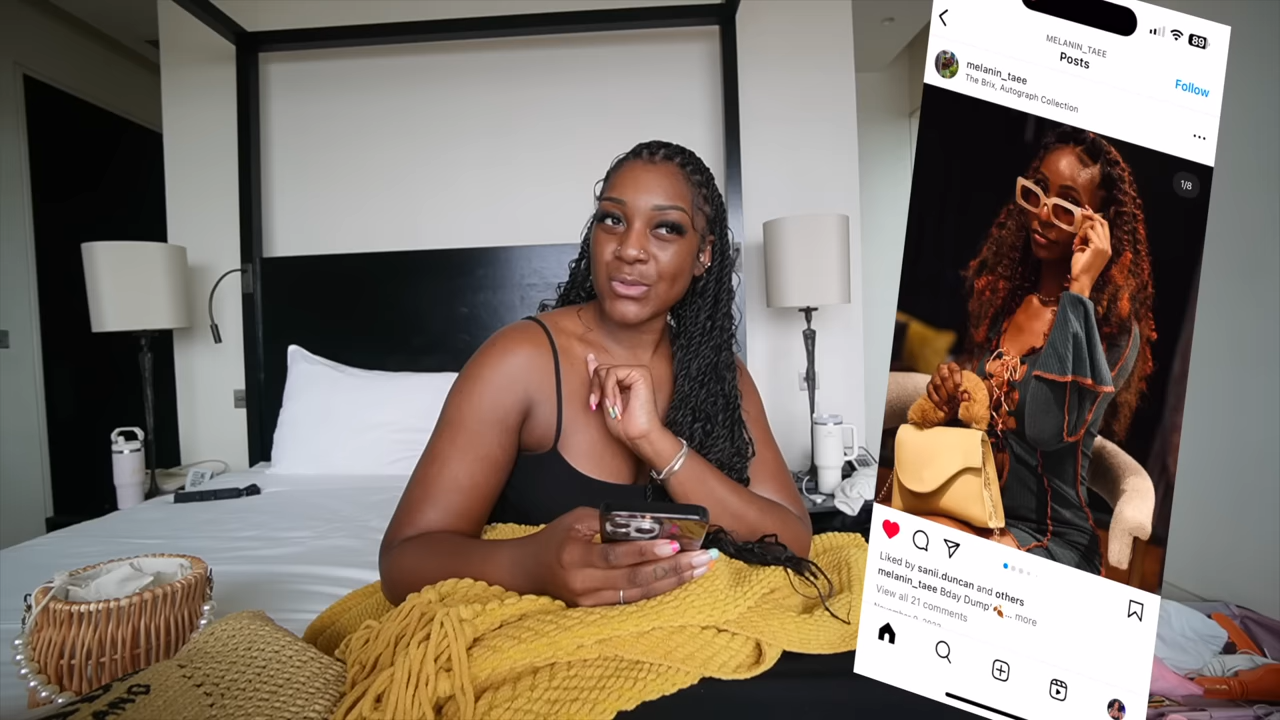 89
MELANIN_TAEE
Posts
melanin_taee
The Brix, Autograph Collection
Follow
1/8
Liked by sanii.duncan and others
melanin_taee Bday Dump'... more
View all 21 comments
AND